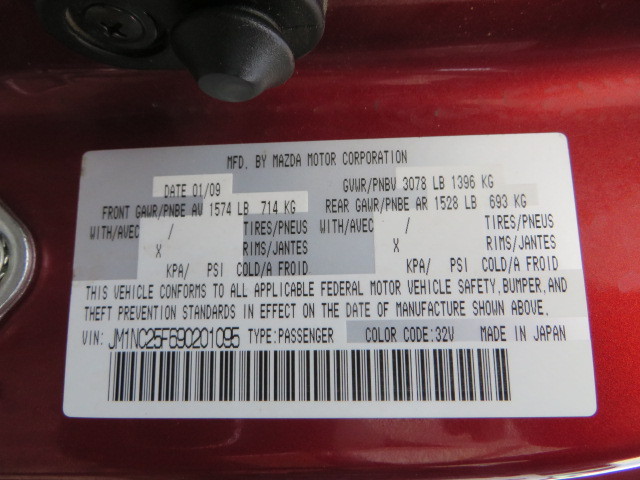 MFD. BY MAZDA MOTOR CORPORATION
DATE 01/09 GVWR/PNBV 3078 LB 1396 KG
FRONT GAWR/PNBE AV 1574 LB 714 KG REAR GAWR/PNBE AR 1528 LB 693 KG
WITH/AVEC / TIRES/PNEUS WITH/AVEC / TIRES/PNEUS
X RIMS/JANTES X RIMS/JANTES
KPA/ PSI COLD/A FROID KPA/ PSI COLD/A FROID
THIS VEHICLE CONFORMS TO ALL APPLICABLE FEDERAL MOTOR VEHICLE SAFETY, BUMPER, AND
THEFT PREVENTION STANDARDS IN EFFECT ON THE DATE OF MANUFACTURE SHOWN ABOVE.
VIN: JM1NC25F690201095 TYPE:PASSENGER COLOR CODE:32V MADE IN JAPAN